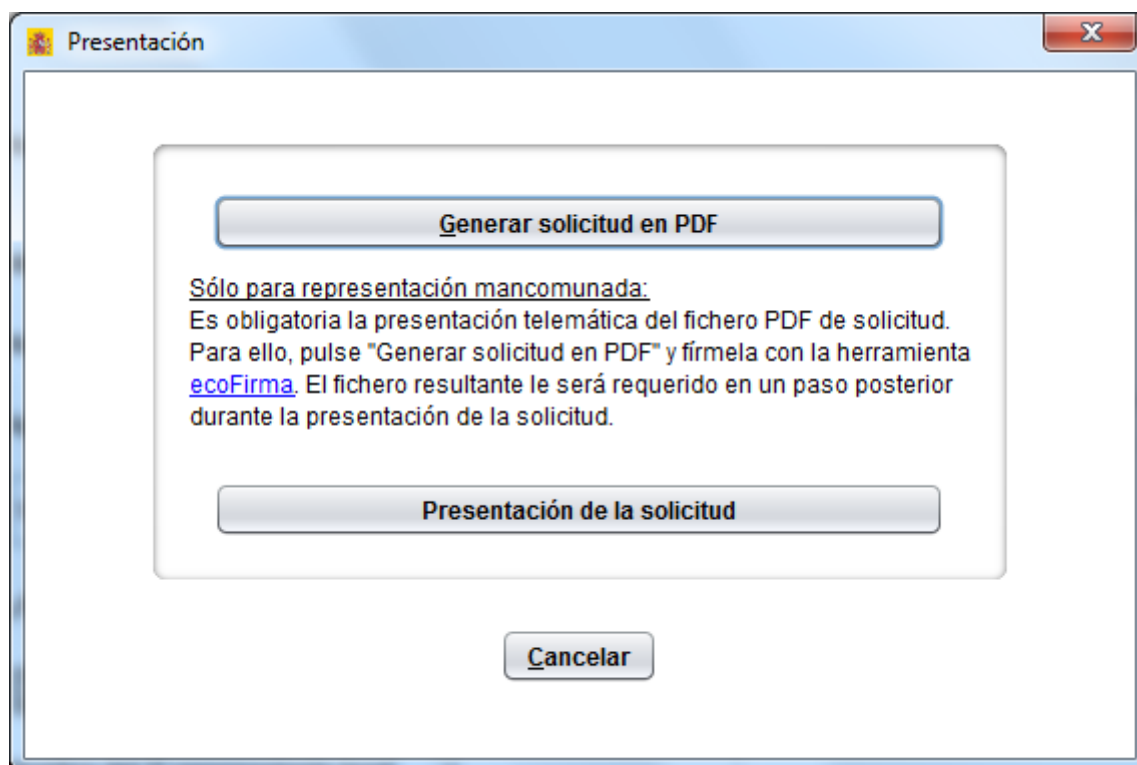 Presentación
Generar solicitud en PDF
Sólo para representación mancomunada:
Es obligatoria la presentación telemática del fichero PDF de solicitud.
Para ello, pulse "Generar solicitud en PDF" y fírmela con la herramienta
ecoFirma. El fichero resultante le será requerido en un paso posterior
durante la presentación de la solicitud.
Presentación de la solicitud
Cancelar